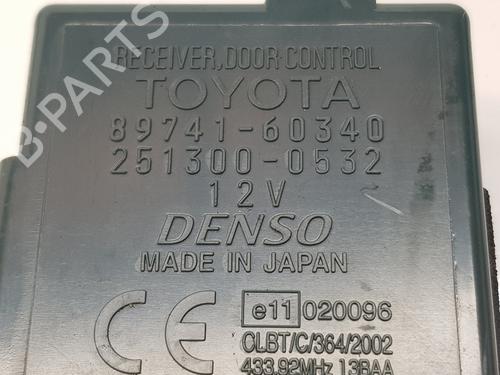 RECEIVER, DOOR CONTROL
TOYOTA
89741-60340
251300-0532
12V
DENSO
MADE IN JAPAN
CE e11 020096
CLBT/C/364/2002
433.92MHz 13BAA
B-PARTS